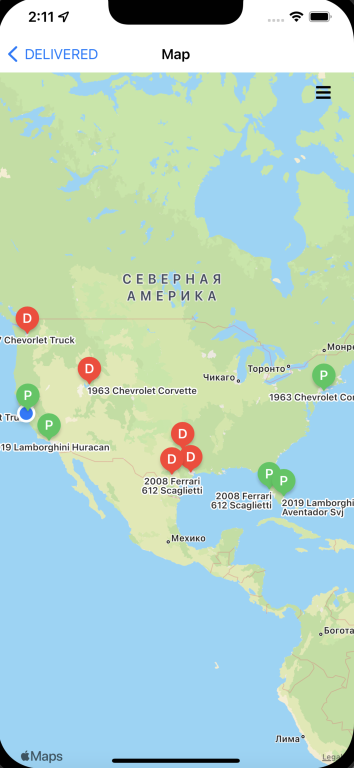 2:11
DELIVERED
Map
СЕВЕРНАЯ
АМЕРИКА
D
7 Chevorlet Truck
Монре
D
1963 Chevrolet Corvette
Чикаго
Торонто
P
1963 Chevrolet Cor
P
t Tru
P
19 Lamborghini Huracan
D
D
D
2008 Ferrari
612 Scaglietti
P
P
2008 Ferrari
612 Scaglietti
2019 Lamborghi
Aventador Svj
Мехико
Богота
Лима
Maps
Legal